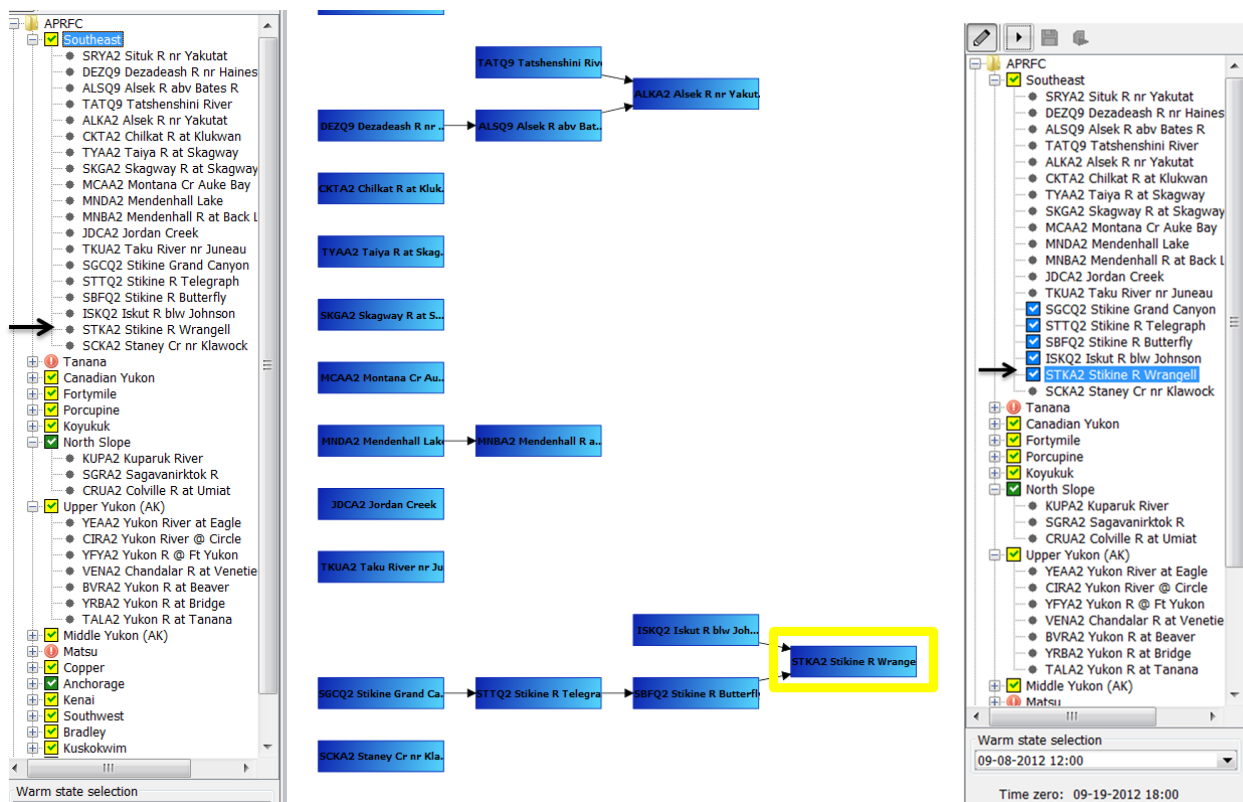 APRFC
Southeast
SRYA2 Situk R nr Yakutat
DEZQ9 Dezadeash R nr Haines
ALSQ9 Alsek R abv Bates R
TATQ9 Tatshenshini River
ALKA2 Alsek R nr Yakutat
CKTA2 Chilkat R at Klukwan
TYAA2 Taiya R at Skagway
SKGA2 Skagway R at Skagway
MCAA2 Montana Cr Auke Bay
MNDA2 Mendenhall Lake
MNBA2 Mendenhall R at Back L
JDCA2 Jordan Creek
TKUA2 Taku River nr Juneau
SGCQ2 Stikine Grand Canyon
STTQ2 Stikine R Telegraph
SBFQ2 Stikine R Butterfly
ISKQ2 Iskut R blw Johnson
STKA2 Stikine R Wrangell
SCKA2 Staney Cr nr Klawock
Tanana
Canadian Yukon
Fortymile
Porcupine
Koyukuk
North Slope
KUPA2 Kuparuk River
SGRA2 Sagavanirktok R
CRUA2 Colville R at Umiat
Upper Yukon (AK)
YEAA2 Yukon River at Eagle
CIRA2 Yukon River @ Circle
YFYA2 Yukon R @ Ft Yukon
VENA2 Chandalar R at Venetie
BVRA2 Yukon R at Beaver
YRBA2 Yukon R at Bridge
TALA2 Yukon R at Tanana
Middle Yukon (AK)
Matsu
Copper
Anchorage
Kenai
Southwest
Bradley
Kuskokwim
Warm state selection
TATQ9 Tatshenshini Riv
ALKA2 Alsek R nr Yakut.
DEZQ9 Dezadeash R nr ..
ALSQ9 Alsek R abv Bat..
CKTA2 Chilkat R at Kluk.
TYAA2 Taiya R at Skag.
SKGA2 Skagway R at S...
MCAA2 Montana Cr Au..
MNDA2 Mendenhall Lake
MNBA2 Mendenhall R a..
JDCA2 Jordan Creek
TKUA2 Taku River nr Ju
ISKQ2 Iskut R blw Joh...
STKA2 Stikine R Wrange
SGCQ2 Stikine Grand Ca.
STTQ2 Stikine R Telegra
SBFQ2 Stikine R Butterfl
SCKA2 Staney Cr nr Kla.
APRFC
Southeast
SRYA2 Situk R nr Yakutat
DEZQ9 Dezadeash R nr Haines
ALSQ9 Alsek R abv Bates R
TATQ9 Tatshenshini River
ALKA2 Alsek R nr Yakutat
CKTA2 Chilkat R at Klukwan
TYAA2 Taiya R at Skagway
SKGA2 Skagway R at Skagway
MCAA2 Montana Cr Auke Bay
MNDA2 Mendenhall Lake
MNBA2 Mendenhall R at Back L
JDCA2 Jordan Creek
TKUA2 Taku River nr Juneau
SGCQ2 Stikine Grand Canyon
STTQ2 Stikine R Telegraph
SBFQ2 Stikine R Butterfly
ISKQ2 Iskut R blw Johnson
STKA2 Stikine R Wrangell
SCKA2 Staney Cr nr Klawock
Tanana
Canadian Yukon
Fortymile
Porcupine
Koyukuk
North Slope
KUPA2 Kuparuk River
SGRA2 Sagavanirktok R
CRUA2 Colville R at Umiat
Upper Yukon (AK)
YEAA2 Yukon River at Eagle
CIRA2 Yukon River @ Circle
YFYA2 Yukon R @ Ft Yukon
VENA2 Chandalar R at Venetie
BVRA2 Yukon R at Beaver
YRBA2 Yukon R at Bridge
TALA2 Yukon R at Tanana
Middle Yukon (AK)
Matsu
Warm state selection
09-08-2012 12:00
Time zero: 09-19-2012 18:00